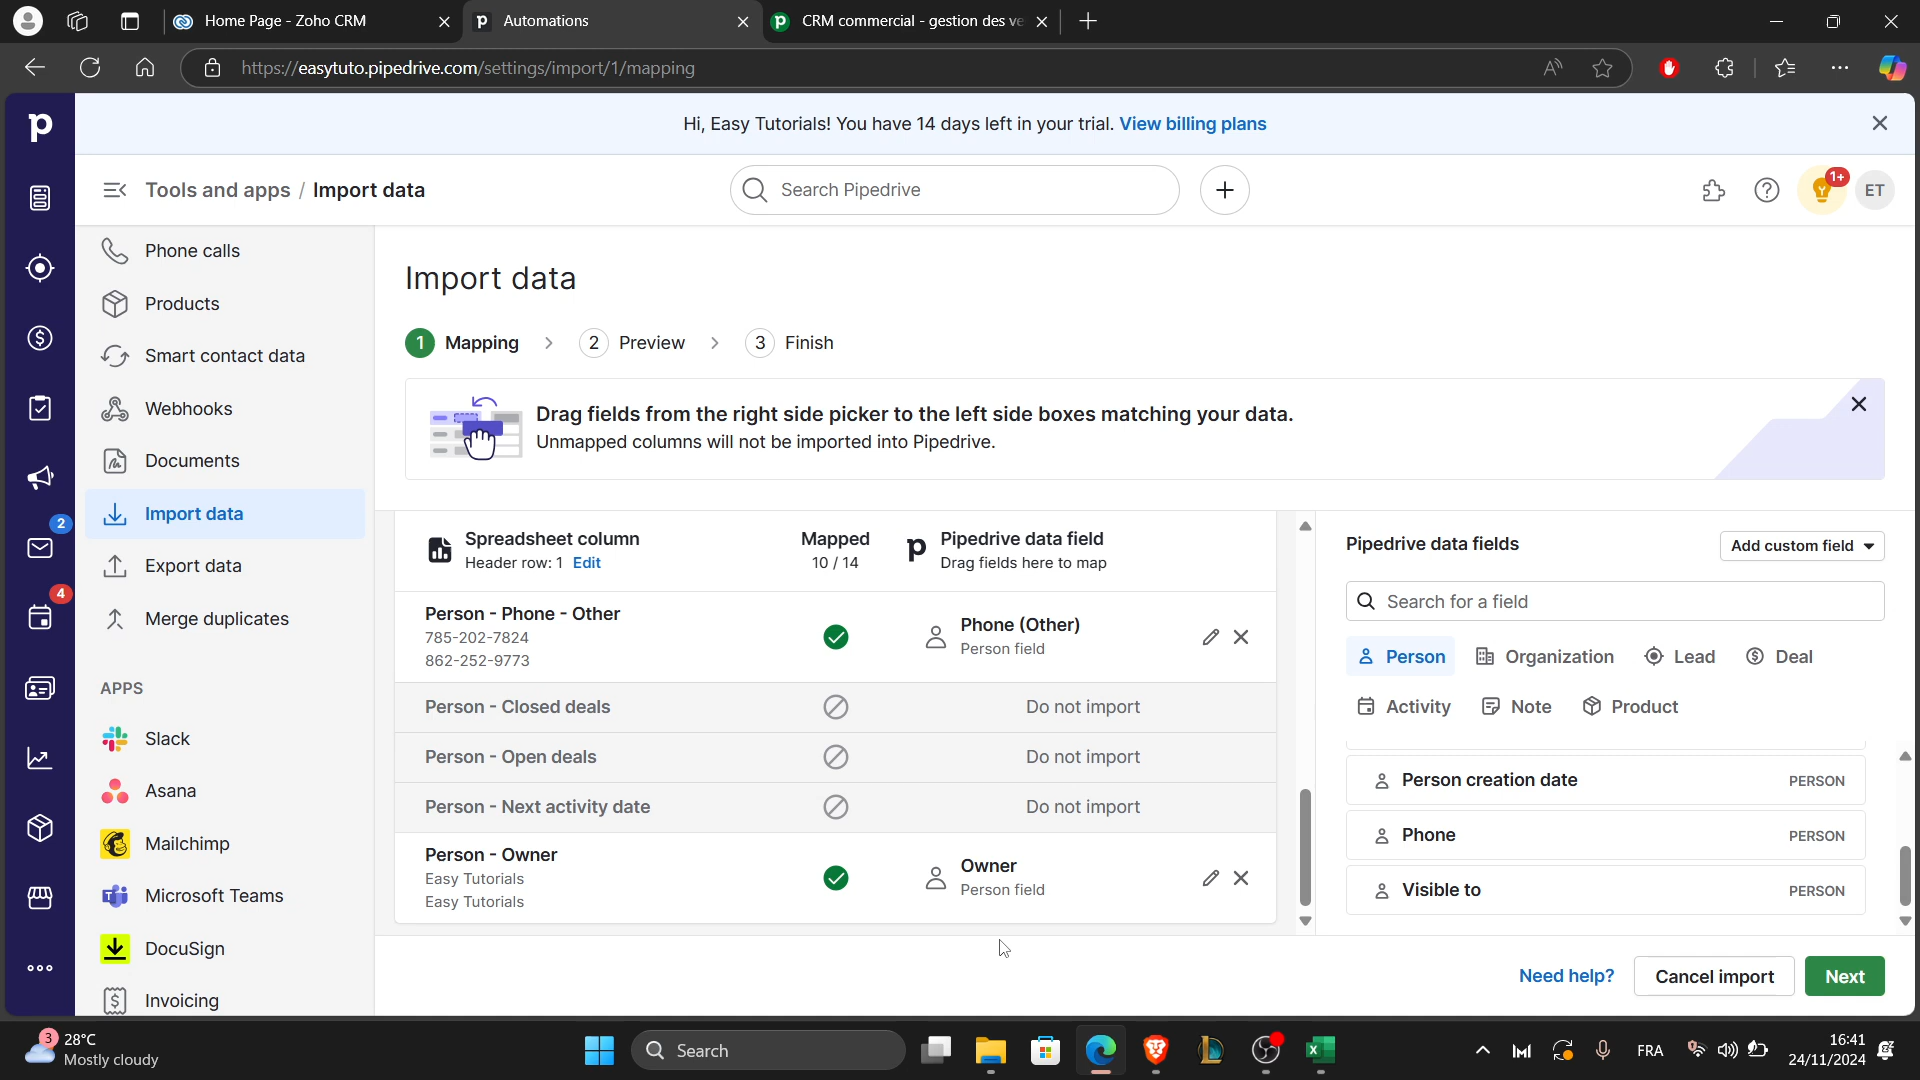 Home Page - Zoho CRM
Automations
CRM commercial - gestion des ve
https://easytuto.pipedrive.com/settings/import/1/mapping
Hi, Easy Tutorials! You have 14 days left in your trial. View billing plans
Tools and apps / Import data
Search Pipedrive
1+
ET
Phone calls
Products
Smart contact data
Webhooks
Documents
Import data
Export data
Merge duplicates
APPS
Slack
Asana
Mailchimp
Microsoft Teams
DocuSign
Invoicing
2
4
Import data
1 Mapping > 2 Preview > 3 Finish
Drag fields from the right side picker to the left side boxes matching your data.
Unmapped columns will not be imported into Pipedrive.
Spreadsheet column
Header row: 1 Edit
Mapped
10 / 14
Pipedrive data field
Drag fields here to map
Person - Phone - Other
785-202-7824
862-252-9773
Phone (Other)
Person field
Person - Closed deals
Do not import
Person - Open deals
Do not import
Person - Next activity date
Do not import
Person - Owner
Easy Tutorials
Easy Tutorials
Owner
Person field
Pipedrive data fields
Add custom field
Search for a field
Person
Organization
Lead
Deal
Activity
Note
Product
Person creation date PERSON
Phone PERSON
Visible to PERSON
Need help?
Cancel import
Next
3
28°C
Mostly cloudy
Search
FRA
16:41
24/11/2024